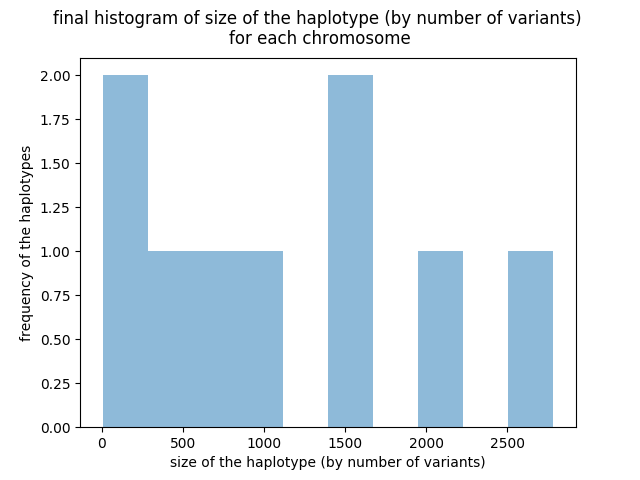 final histogram of size of the haplotype (by number of variants)
for each chromosome
2.00
1.75
1.50
1.25
1.00
0.75
0.50
0.25
0.00
frequency of the haplotypes
0 500 1000 1500 2000 2500
size of the haplotype (by number of variants)